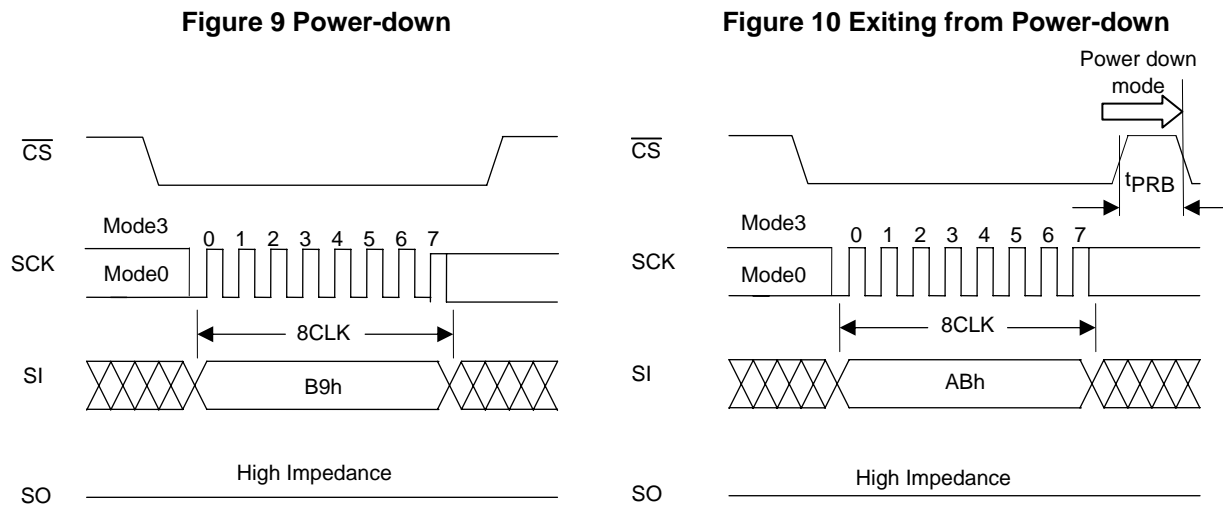 Figure 9 Power-down
CS
Mode3
0 1 2 3 4 5 6 7
SCK
Mode0
8CLK
SI
B9h
High Impedance
SO
Figure 10 Exiting from Power-down
Power down
mode
CS
tPRB
Mode3
0 1 2 3 4 5 6 7
SCK
Mode0
8CLK
SI
ABh
High Impedance
SO